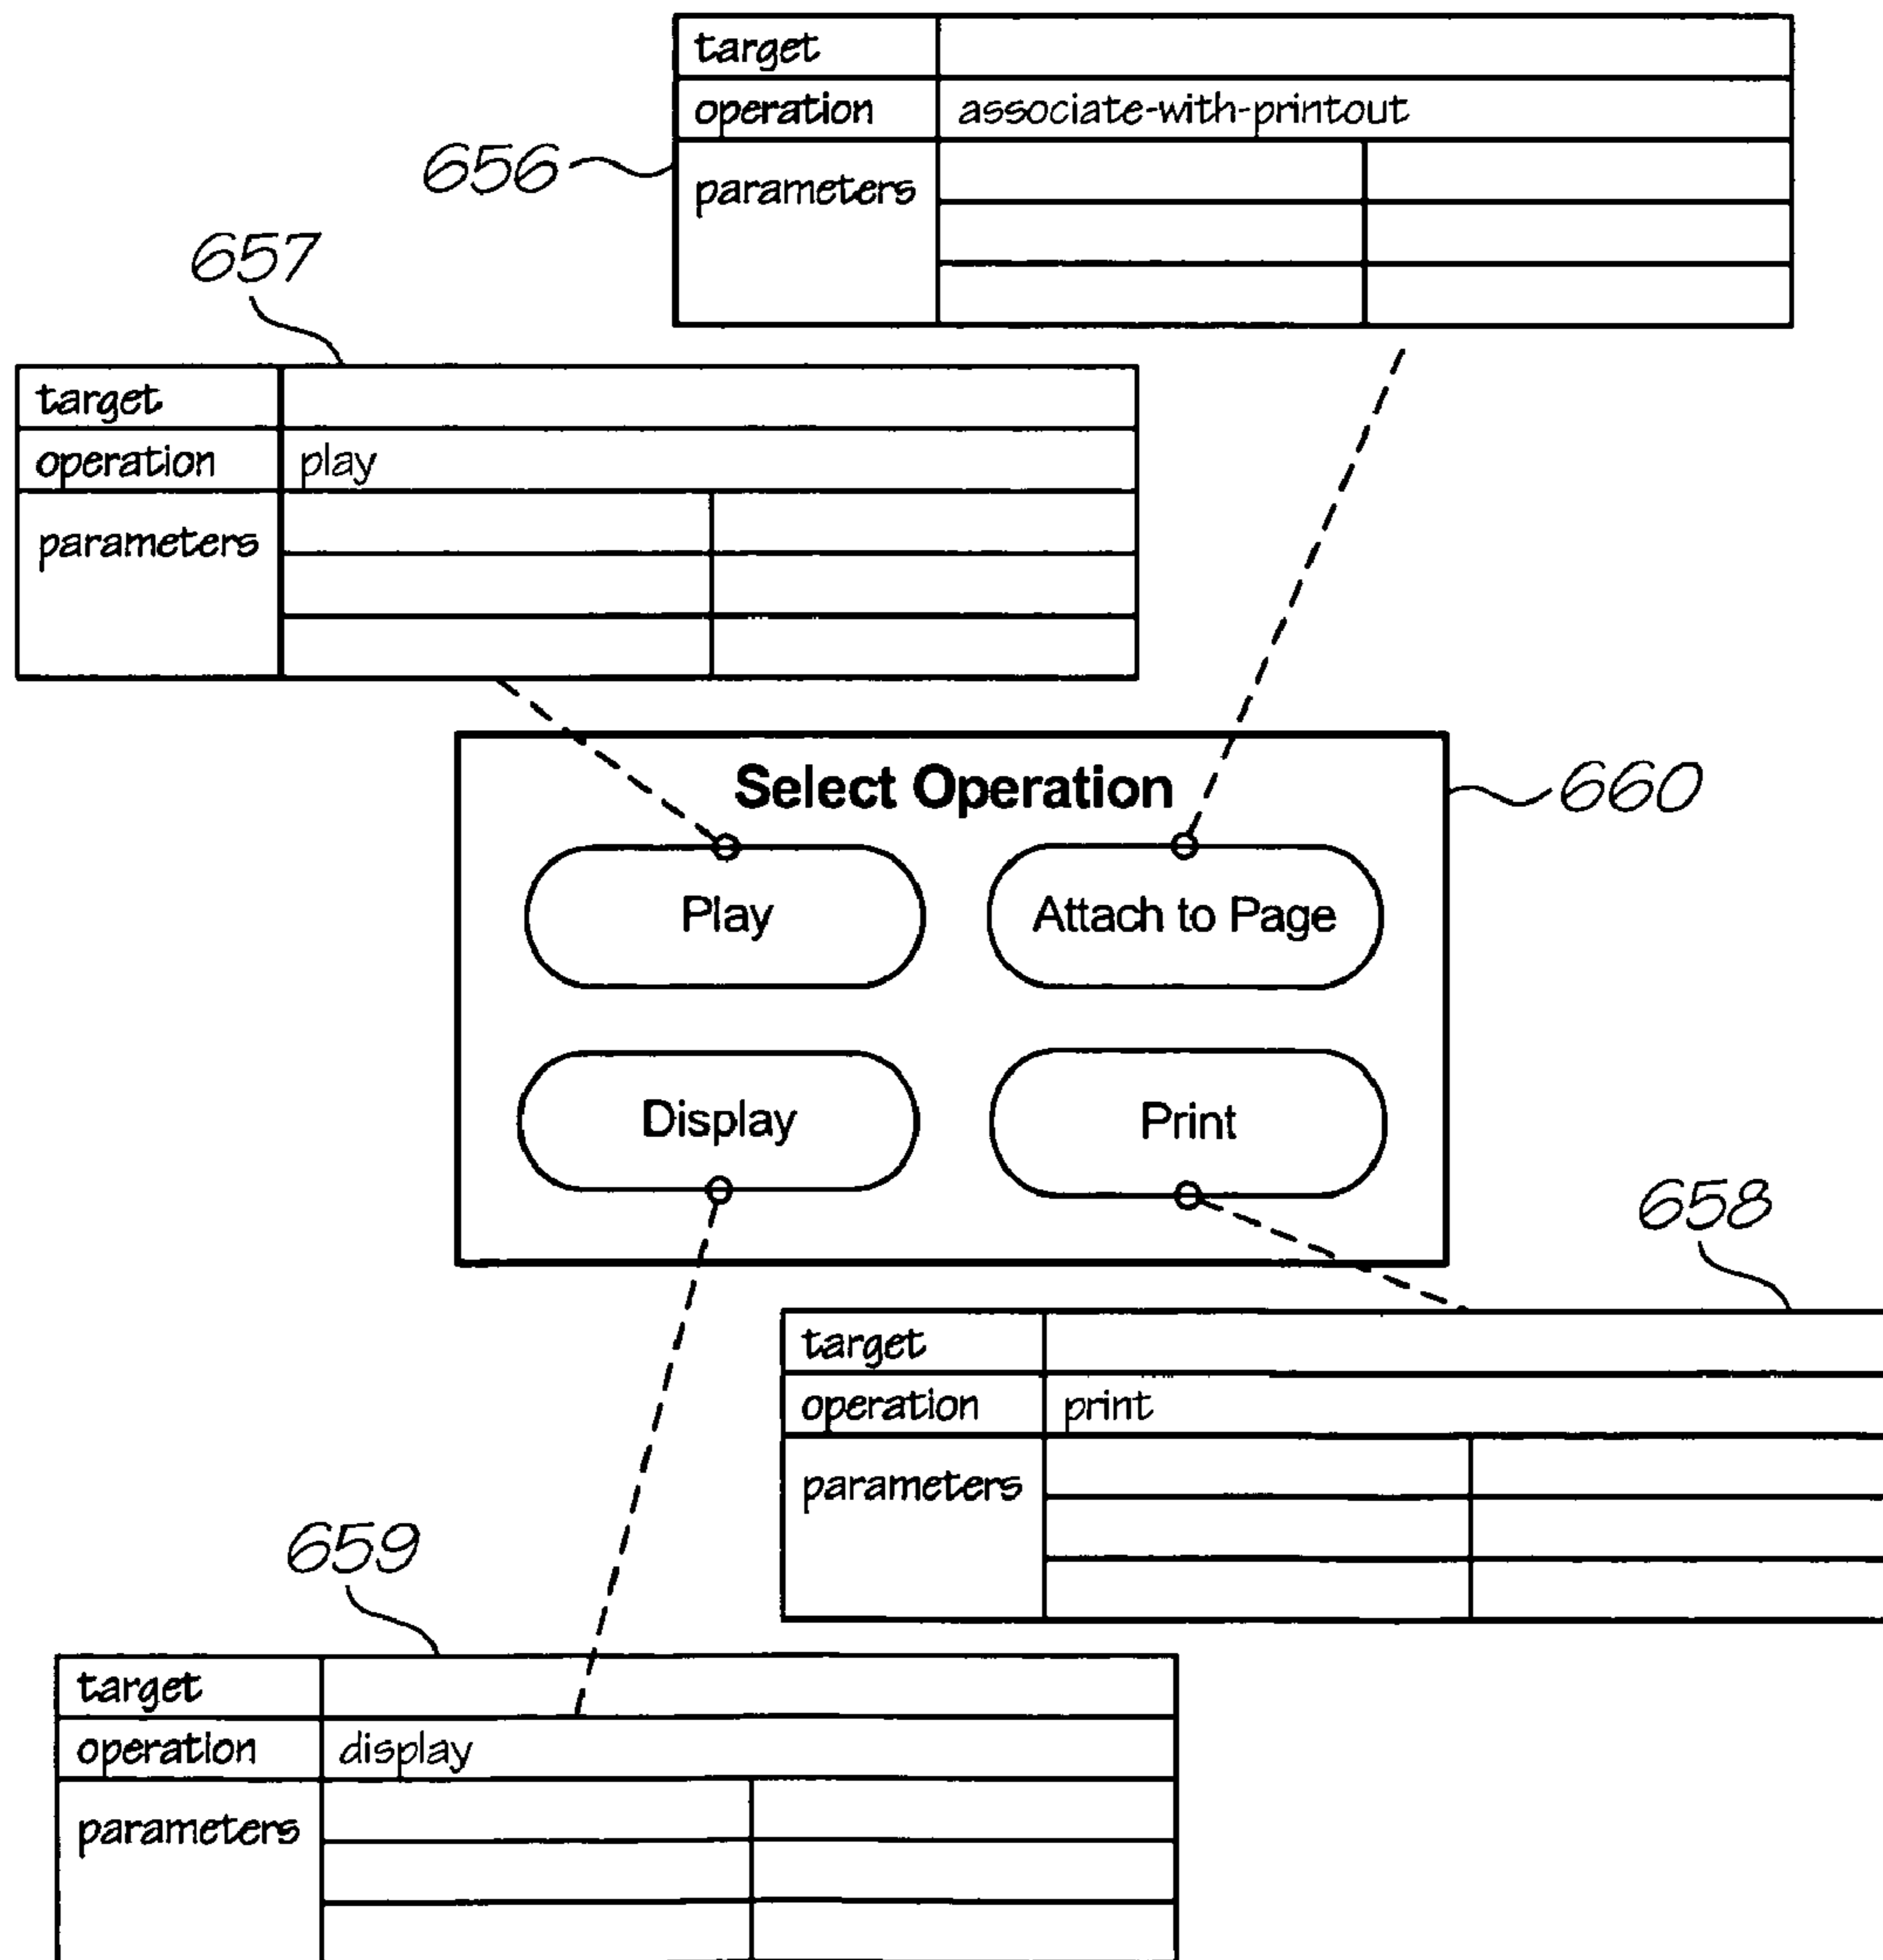 target
operation associate-with-printout
656
parameters
657
target
operation play
parameters
Select Operation
660
Play Attach to Page
Display Print
658
target
operation print
parameters
659
target
operation display
parameters